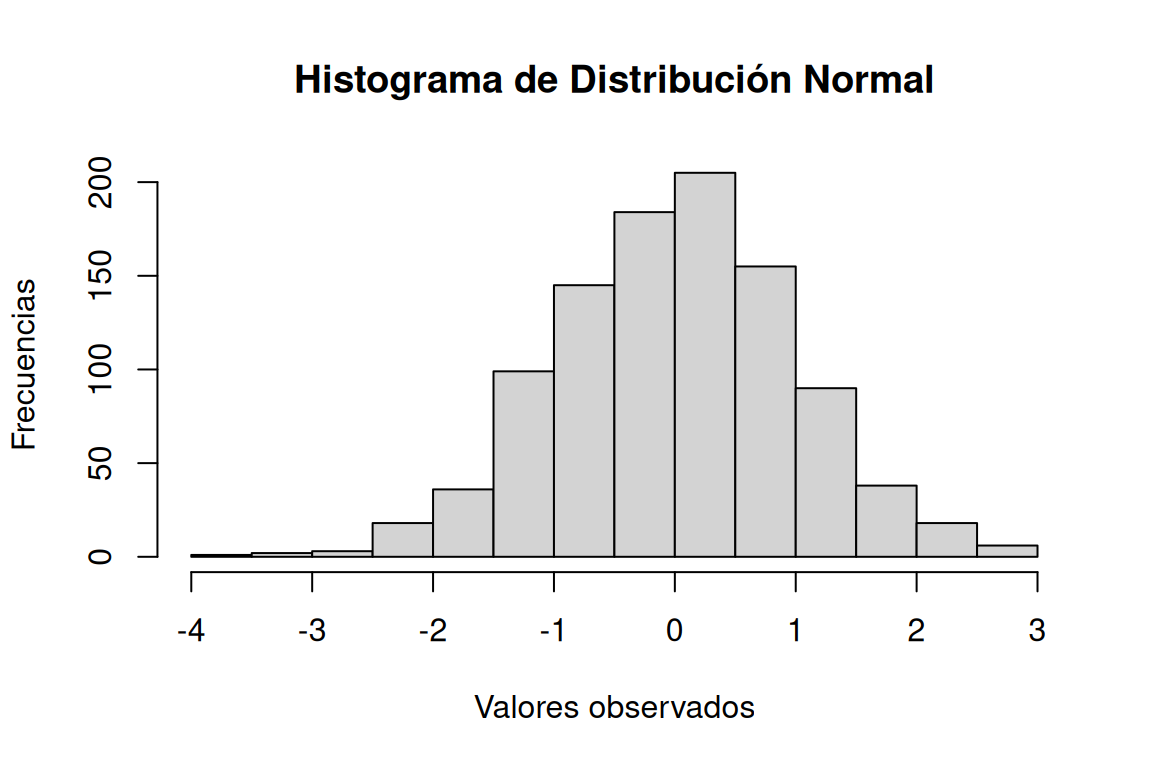 Histograma de Distribución Normal
Frecuencias
200
150
100
50
0
-4 -3 -2 -1 0 1 2 3
Valores observados